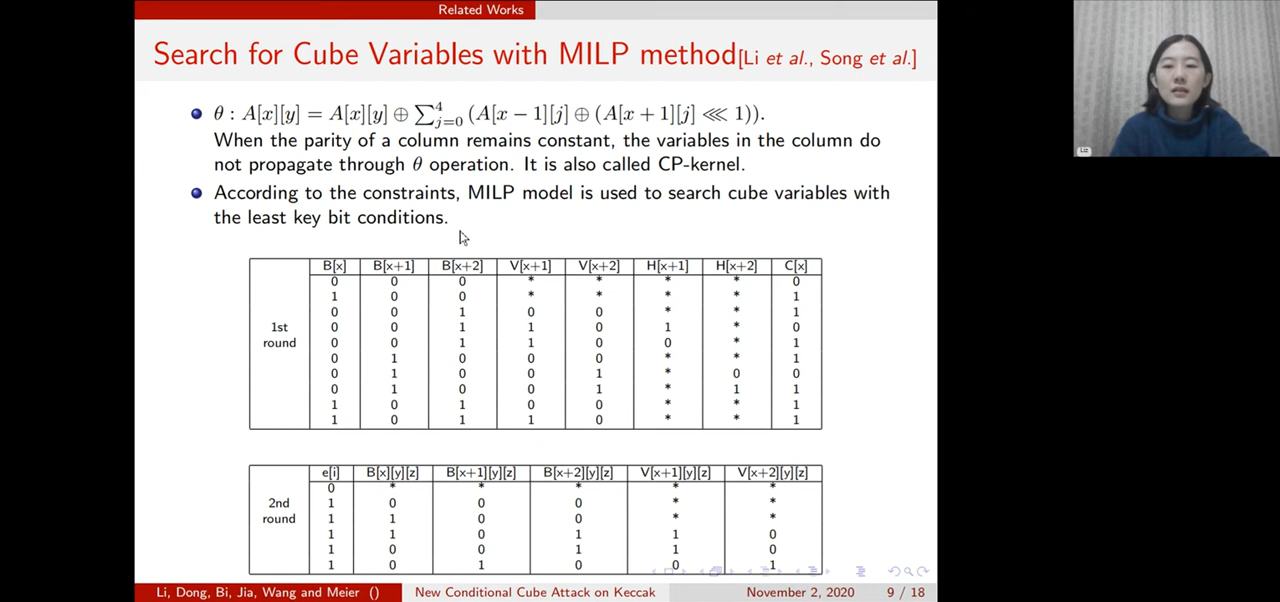 Related Works
Search for Cube Variables with MILP method[Li et al., Song et al.]
θ : A[x][y] = A[x][y] ⊕ ∑⁴ⱼ₌₀ (A[x − 1][j] ⊕ (A[x + 1][j] ⋘ 1)).
When the parity of a column remains constant, the variables in the column do
not propagate through θ operation. It is also called CP-kernel.
According to the constraints, MILP model is used to search cube variables with
the least key bit conditions.
B[x] B[x+1] B[x+2] V[x+1] V[x+2] H[x+1] H[x+2] C[x]
0 0 0 * * * * 0
1 0 0 * * * * 1
0 0 1 0 0 * * 1
1st 0 0 1 1 0 1 * 0
round 0 0 1 1 0 0 * 1
0 1 0 0 0 * * 1
0 1 0 0 1 * 0 0
0 1 0 0 1 * 1 1
1 0 1 0 0 * * 1
1 0 1 1 0 * * 1
e[i] B[x][y][z] B[x+1][y][z] B[x+2][y][z] V[x+1][y][z] V[x+2][y][z]
0 * * * * *
2nd 1 0 0 0 * *
round 1 1 0 0 * *
1 1 0 1 1 0
1 0 0 1 1 0
1 0 1 0 0 1
Li, Dong, Bi, Jia, Wang and Meier () New Conditional Cube Attack on Keccak November 2, 2020 9 / 18
Liz